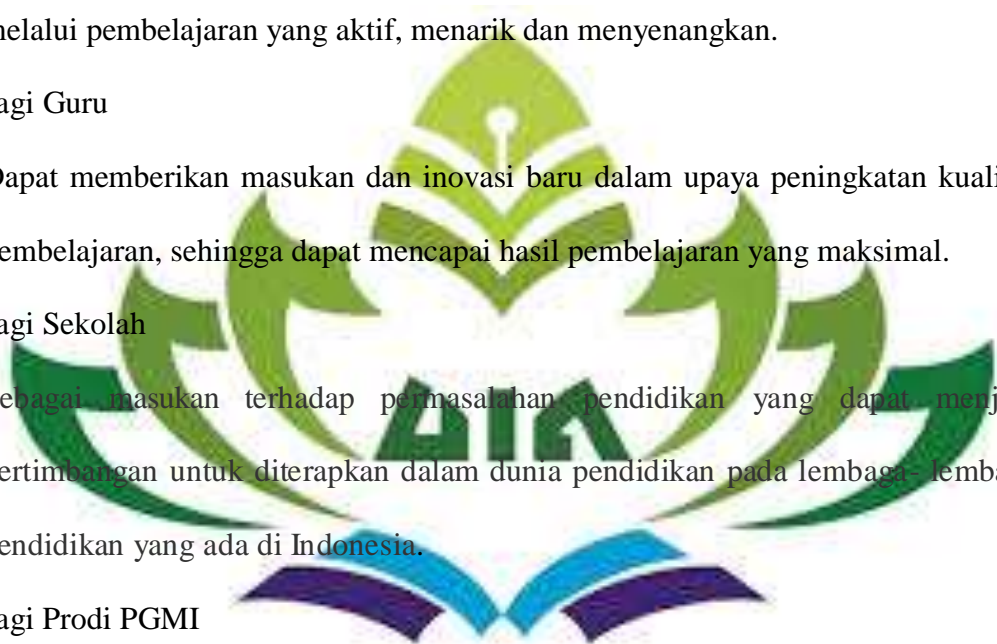 melalui pembelajaran yang aktif, menarik dan menyenangkan.
agi Guru
Dapat memberikan masukan dan inovasi baru dalam upaya peningkatan kuali
embelajaran, sehingga dapat mencapai hasil pembelajaran yang maksimal.
agi Sekolah
ebagai masukan terhadap permasalahan pendidikan yang dapat menj
ertimbangan untuk diterapkan dalam dunia pendidikan pada lembaga- lemba
endidikan yang ada di Indonesia.
agi Prodi PGMI